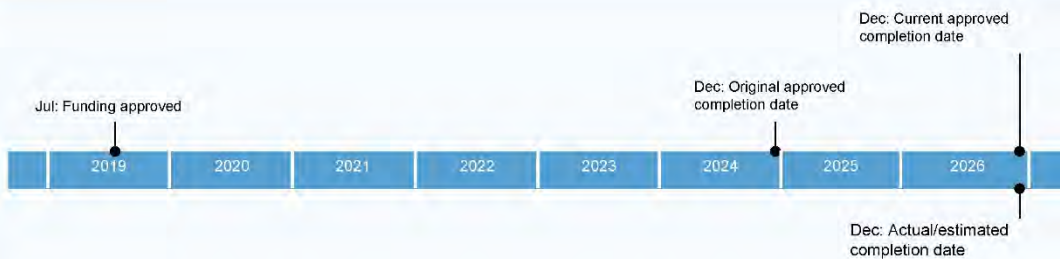 Dec: Current approved
completion date
Dec: Original approved
completion date
Jul: Funding approved
2019 2020 2021 2022 2023 2024 2025 2026
Dec: Actual/estimated
completion date